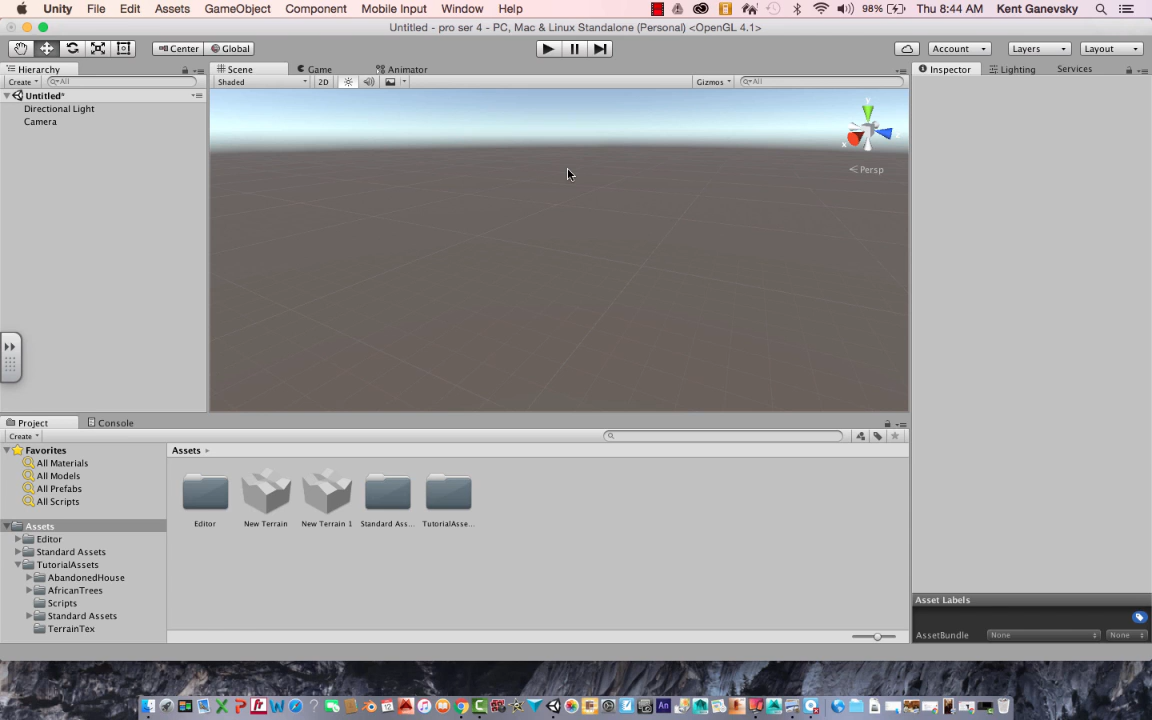 Unity File Edit Assets GameObject Component Mobile Input Window Help 98% Thu 8:44 AM Kent Ganevsky
Untitled - pro ser 4 - PC, Mac & Linux Standalone (Personal) <OpenGL 4.1>
Center Global Account Layers Layout
Hierarchy Scene Game Animator Inspector Lighting Services
Create All Shaded 2D Gizmos All
Untitled*
Directional Light
Camera
y
x
Persp
Project Console
Create
Favorites Assets
All Materials
All Models
All Prefabs
All Scripts
Editor New Terrain New Terrain 1 Standard Ass... TutorialAsse...
Assets
Editor
Standard Assets
TutorialAssets
AbandonedHouse
AfricanTrees
Scripts
Standard Assets
TerrainTex
Asset Labels
AssetBundle None None